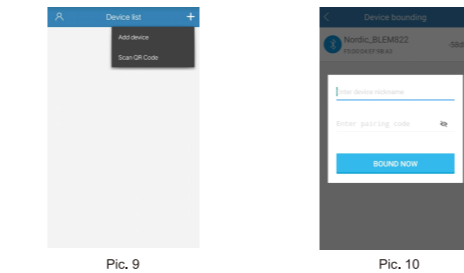 Device list
+
Add device
Scan QR Code
Pic. 9
Device bounding
Nordic_BLEMB22
Enter device nickname
Enter pairing code
BOUND NOW
Pic. 10